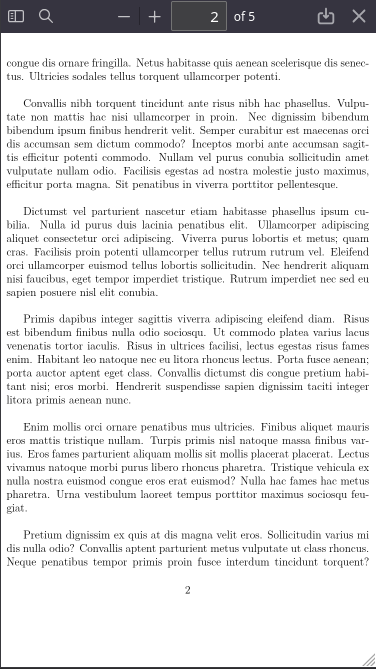 2 of 5
congue dis ornare fringilla. Netus habitasse quis aenean scelerisque dis senec-
tus. Ultricies sodales tellus torquent ullamcorper potenti.
Convallis nibh torquent tincidunt ante risus nibh hac phasellus. Vulpu-
tate non mattis hac nisi ullamcorper in proin. Nec dignissim bibendum
bibendum ipsum finibus hendrerit velit. Semper curabitur est maecenas orci
dis accumsan sem dictum commodo? Inceptos morbi ante accumsan sagit-
tis efficitur potenti commodo. Nullam vel purus conubia sollicitudin amet
vulputate nullam odio. Facilisis egestas ad nostra molestie justo maximus,
efficitur porta magna. Sit penatibus in viverra porttitor pellentesque.
Dictumst vel parturient nascetur etiam habitasse phasellus ipsum cu-
bilia. Nulla id purus duis lacinia penatibus elit. Ullamcorper adipiscing
aliquet consectetur orci adipiscing. Viverra purus lobortis et metus; quam
cras. Facilisis proin potenti ullamcorper tellus rutrum rutrum vel. Eleifend
orci ullamcorper euismod tellus lobortis sollicitudin. Nec hendrerit aliquam
nisi faucibus, eget tempor imperdiet tristique. Rutrum imperdiet nec sed eu
sapien posuere nisl elit conubia.
Primis dapibus integer sagittis viverra adipiscing eleifend diam. Risus
est bibendum finibus nulla odio sociosqu. Ut commodo platea varius lacus
venenatis tortor iaculis. Risus in ultrices facilisi, lectus egestas risus fames
enim. Habitant leo natoque nec eu litora rhoncus lectus. Porta fusce aenean;
porta auctor aptent eget class. Convallis dictumst dis congue pretium habi-
tant nisi; eros morbi. Hendrerit suspendisse sapien dignissim taciti integer
litora primis aenean nunc.
Enim mollis orci ornare penatibus mus ultricies. Finibus aliquet mauris
eros mattis tristique nullam. Turpis primis nisl natoque massa finibus var-
ius. Eros fames parturient aliquam mollis sit mollis placerat placerat. Lectus
vivamus natoque morbi purus libero rhoncus pharetra. Tristique vehicula ex
nulla nostra euismod congue eros erat euismod? Nulla hac fames hac metus
pharetra. Urna vestibulum laoreet tempus porttitor maximus sociosqu feu-
giat.
Pretium dignissim ex quis at dis magna velit eros. Sollicitudin varius mi
dis nulla odio? Convallis aptent parturient metus vulputate ut class rhoncus.
Neque penatibus tempor primis proin fusce interdum tincidunt torquent?
2